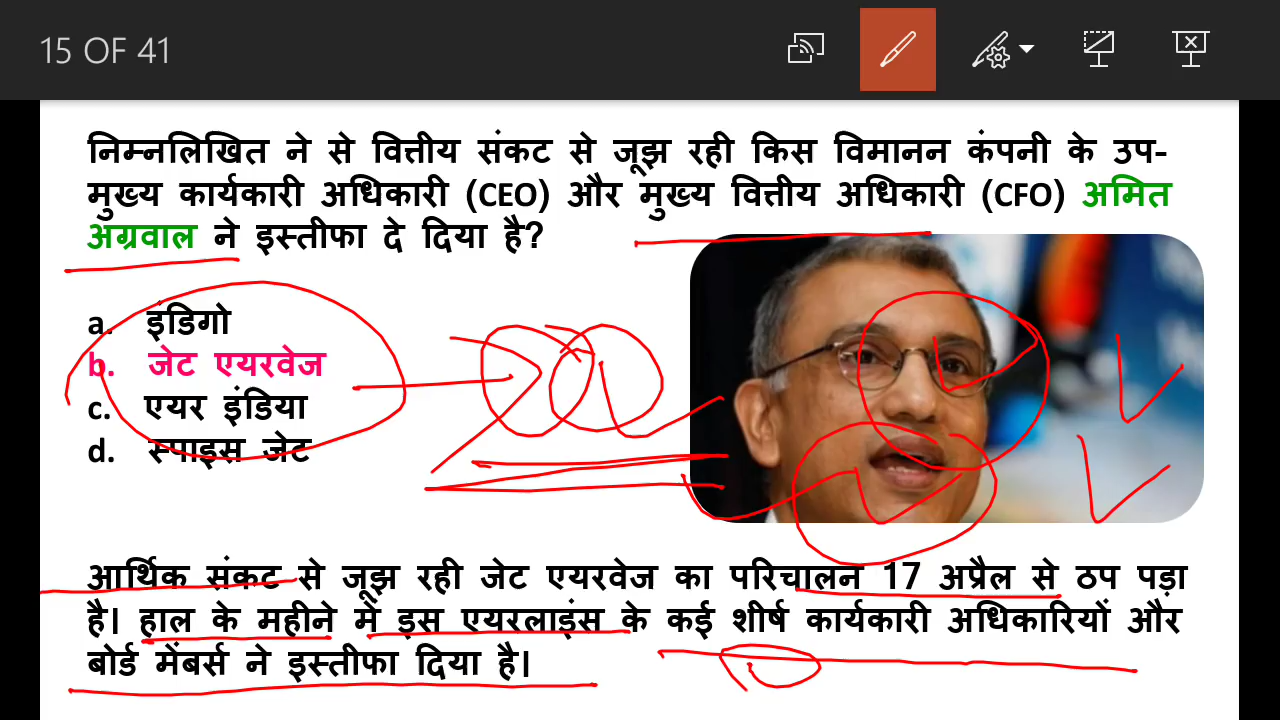 15 OF 41
निम्नलिखित ने से वित्तीय संकट से जूझ रही किस विमानन कंपनी के उप-
मुख्य कार्यकारी अधिकारी (CEO) और मुख्य वित्तीय अधिकारी (CFO) अमित
अग्रवाल ने इस्तीफा दे दिया है?
a. इंडिगो
b. जेट एयरवेज
c. एयर इंडिया
d. स्पाइस जेट
आर्थिक संकट से जूझ रही जेट एयरवेज का परिचालन 17 अप्रैल से ठप पड़ा
है। हाल के महीने में इस एयरलाइंस के कई शीर्ष कार्यकारी अधिकारियों और
बोर्ड मेंबर्स ने इस्तीफा दिया है।